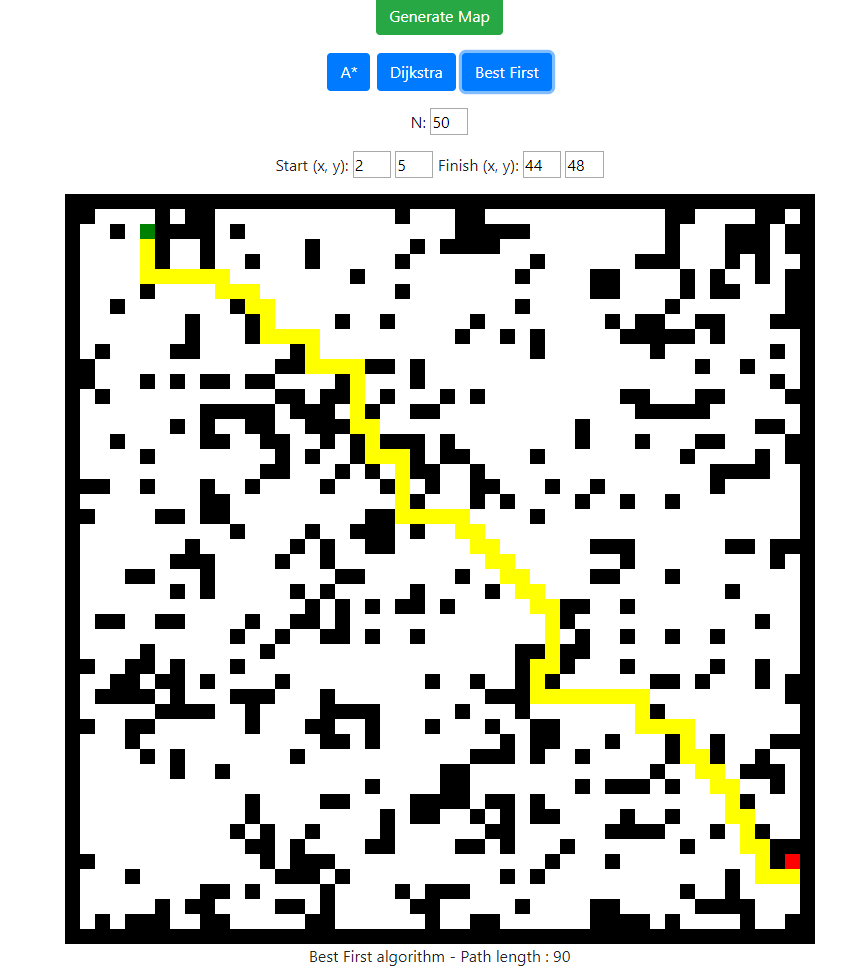 Generate Map
A* Dijkstra Best First
N: 50
Start (x, y): 2 5 Finish (x, y): 44 48
Best First algorithm - Path length : 90